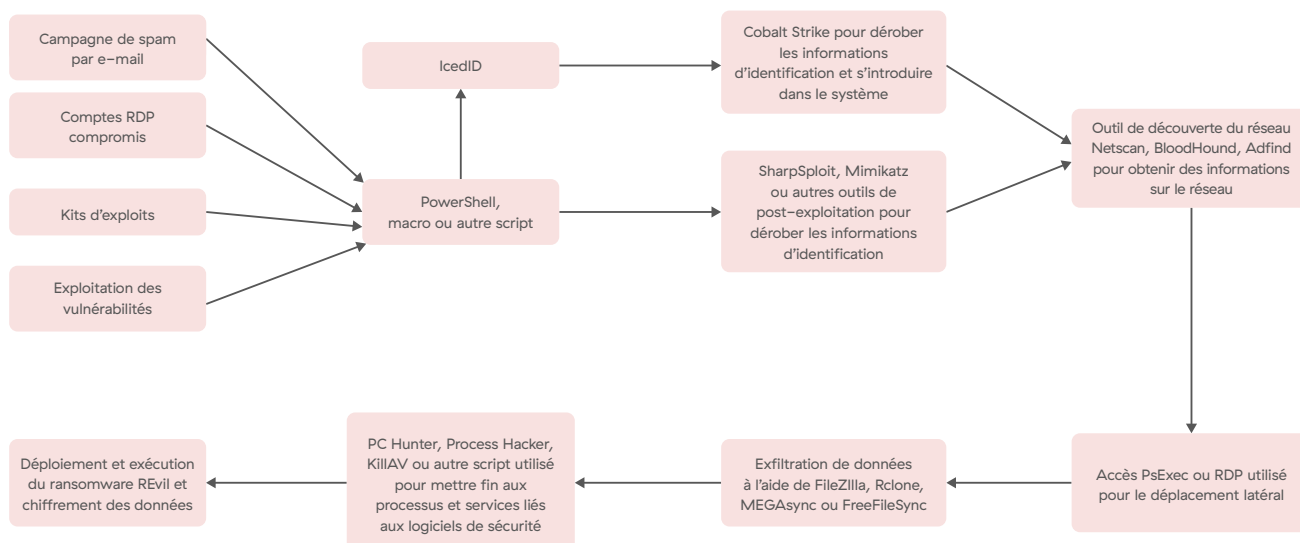 Campagne de spam
par e-mail
Comptes RDP
compromis
Kits d'exploits
Exploitation des
vulnérabilités
IcedID
PowerShell,
macro ou autre script
Cobalt Strike pour dérober
les informations
d'identification et s'introduire
dans le système
SharpSploit, Mimikatz
ou autres outils de
post-exploitation pour
dérober les informations
d'identification
Outil de découverte du réseau
Netscan, BloodHound, Adfind
pour obtenir des informations
sur le réseau
Accès PsExec ou RDP utilisé
pour le déplacement latéral
Exfiltration de données
à l'aide de FileZIlla, Rclone,
MEGAsync ou FreeFileSync
PC Hunter, Process Hacker,
KillAV ou autre script utilisé
pour mettre fin aux
processus et services liés
aux logiciels de sécurité
Déploiement et exécution
du ransomware REvil et
chiffrement des données